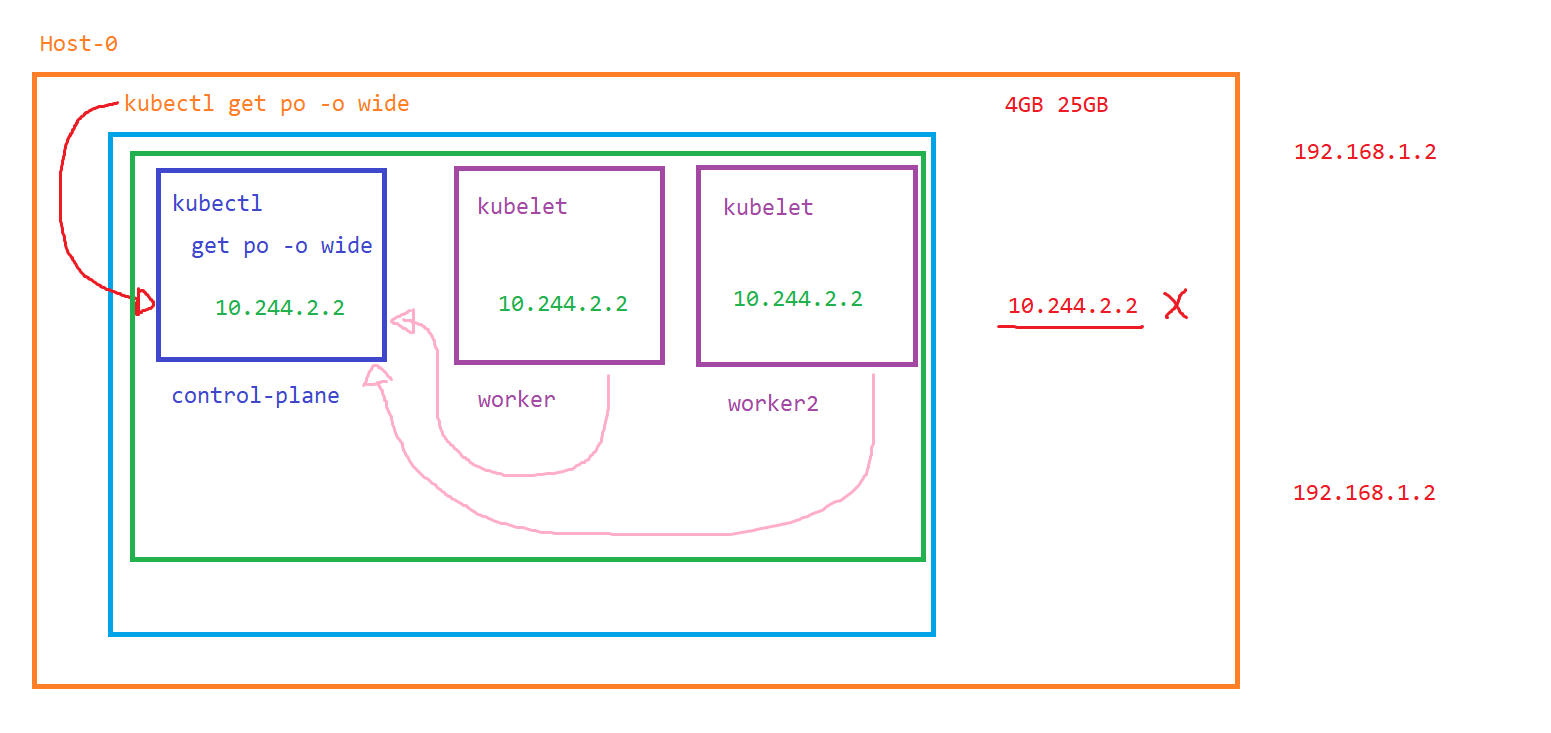 Host-0
kubectl get po -o wide
4GB 25GB
192.168.1.2
kubectl
get po -o wide
10.244.2.2
control-plane
kubelet
10.244.2.2
worker
kubelet
10.244.2.2
worker2
10.244.2.2 X
192.168.1.2